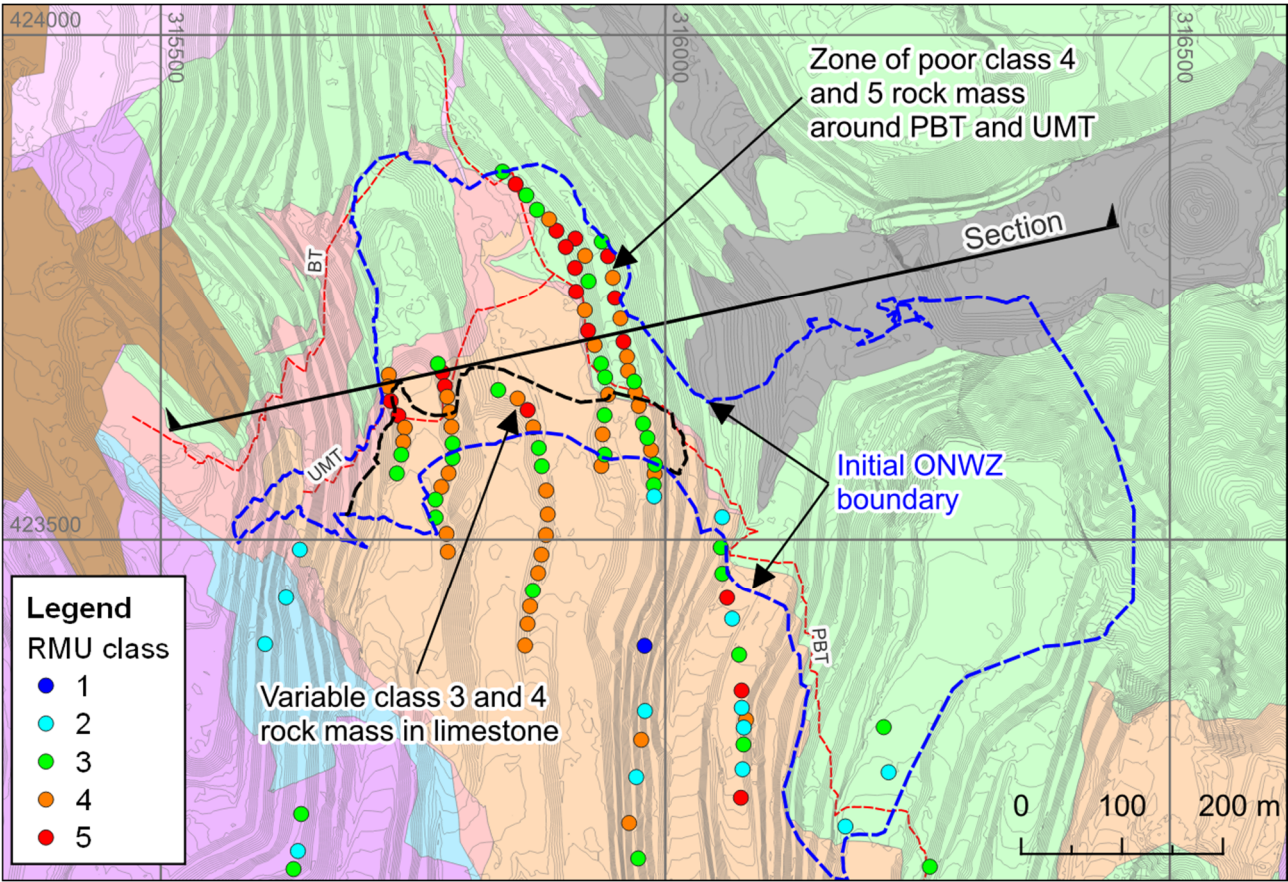 424000
315500
316000
316500
Zone of poor class 4
and 5 rock mass
around PBT and UMT
Section
BT
UMT
Initial ONWZ
boundary
423500
PBT
Variable class 3 and 4
rock mass in limestone
Legend
RMU class
1
2
3
4
5
0 100 200 m